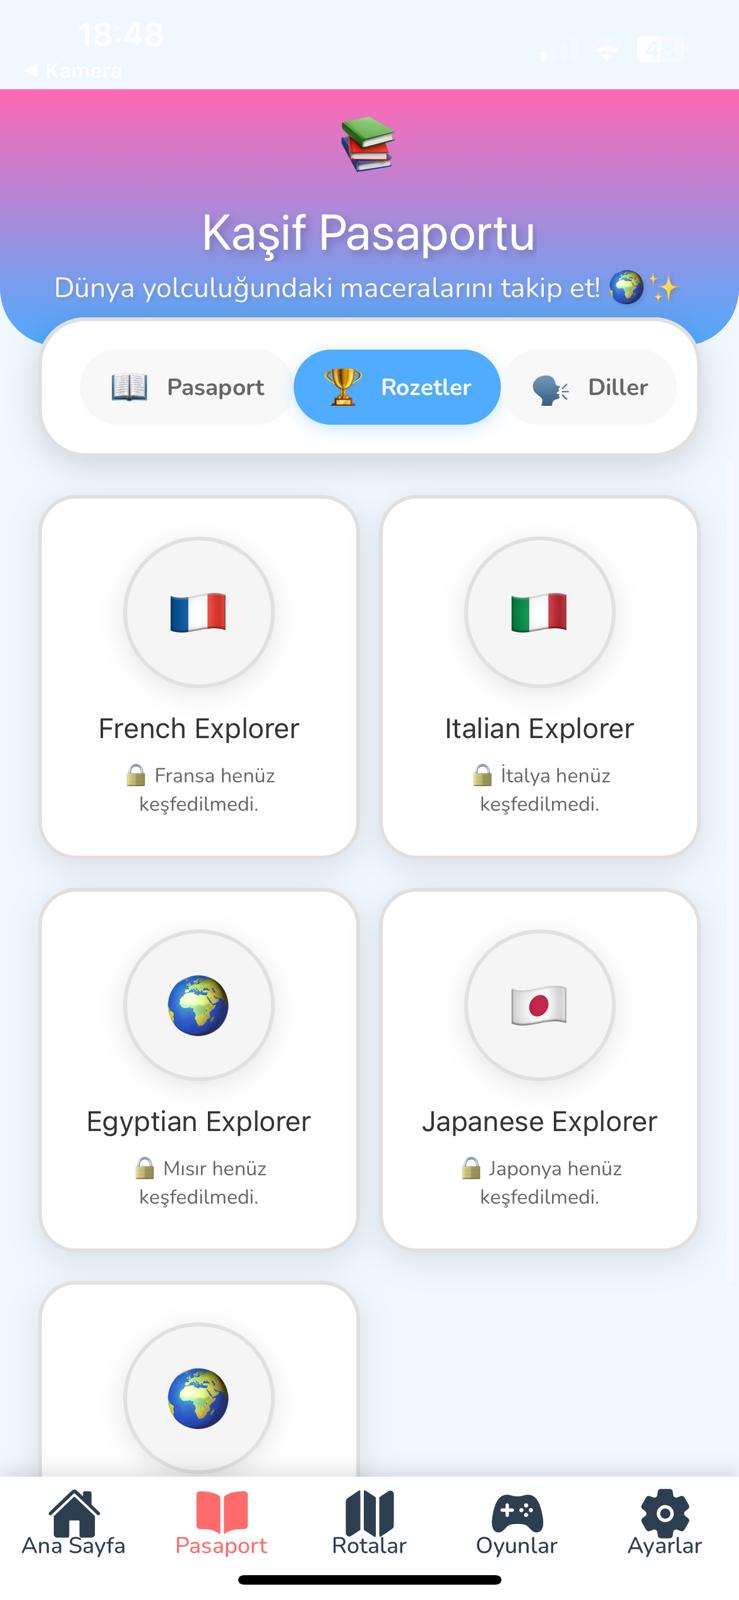 18:48
48
◀ Kamera
Kaşif Pasaportu
Dünya yolculuğundaki maceralarını takip et! 🌍✨
Pasaport
Rozetler
Diller
French Explorer
🔒 Fransa henüz
keşfedilmedi.
Italian Explorer
🔒 İtalya henüz
keşfedilmedi.
Egyptian Explorer
🔒 Mısır henüz
keşfedilmedi.
Japanese Explorer
🔒 Japonya henüz
keşfedilmedi.
Ana Sayfa
Pasaport
Rotalar
Oyunlar
Ayarlar